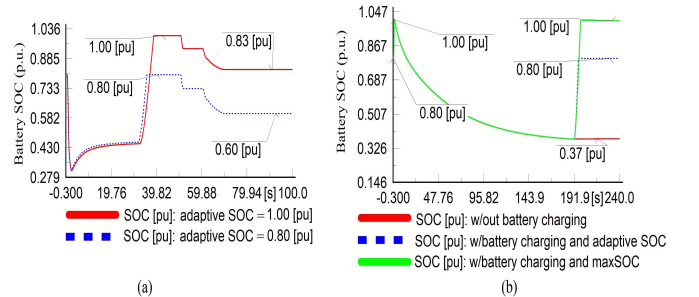 1.036
0.885
0.733
0.582
0.430
0.279
Battery SOC (p.u.)
1.00 [pu]
0.83 [pu]
0.80 [pu]
0.60 [pu]
-0.300 19.76 39.82 59.88 79.94 [s] 100.0
SOC [pu]: adaptive SOC = 1.00 [pu]
SOC [pu]: adaptive SOC = 0.80 [pu]
(a)
1.047
0.867
0.687
0.507
0.326
0.146
Battery SOC (p.u.)
1.00 [pu]
1.00 [pu]
0.80 [pu]
0.80 [pu]
0.37 [pu]
-0.300 47.76 95.82 143.9 191.9 [s] 240.0
SOC [pu]: w/out battery charging
SOC [pu]: w/battery charging and adaptive SOC
SOC [pu]: w/battery charging and maxSOC
(b)